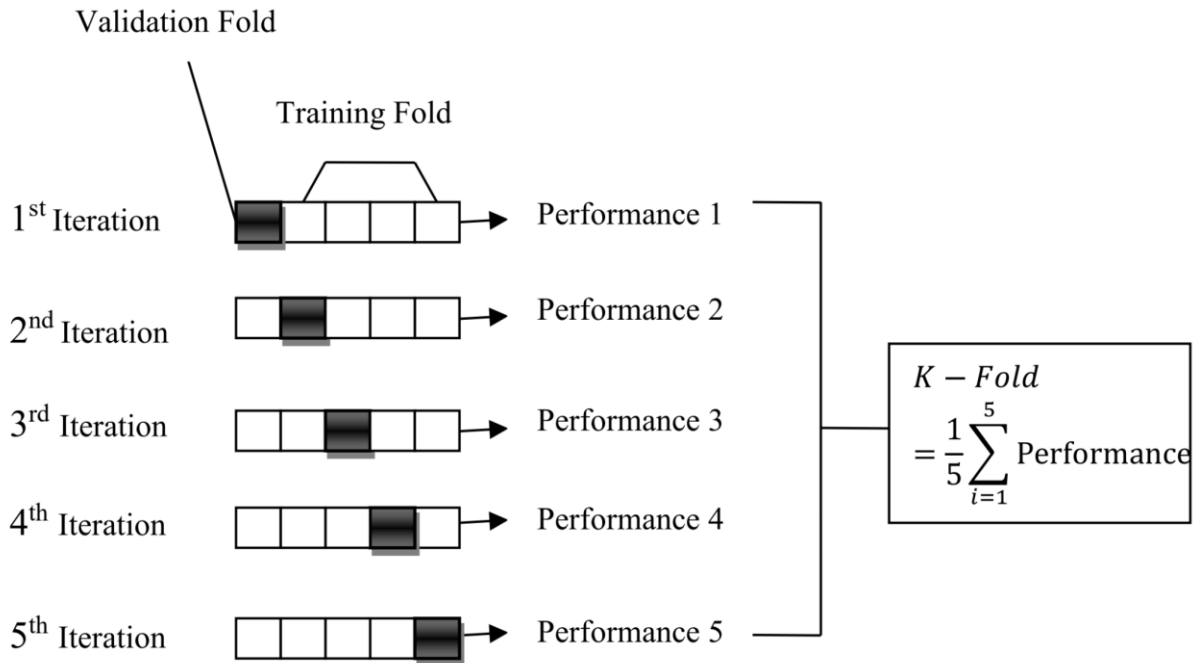 Validation Fold
Training Fold
1st Iteration
Performance 1
2nd Iteration
Performance 2
3rd Iteration
Performance 3
4th Iteration
Performance 4
5th Iteration
Performance 5
K − Fold
= 1/5 ∑ i=1 5 Performance